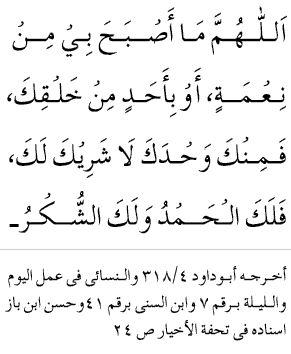 اَللّٰهُمَّ مَا أَصْبَحَ بِيْ مِنْ
نِعْمَةٍ، أَوْ بِأَحَدٍ مِنْ خَلْقِكَ،
فَمِنْكَ وَحْدَكَ لَا شَرِيْكَ لَكَ،
فَلَكَ الْحَمْدُ وَلَكَ الشُّكْرُ۔
أخرجه أبوداود ٣١٨/٤ والنسائى فى عمل اليوم
والليلة برقم ٧ وابن السنى برقم ٤١ وحسن ابن باز
اسناده فى تحفة الأخيار ص ٢٤